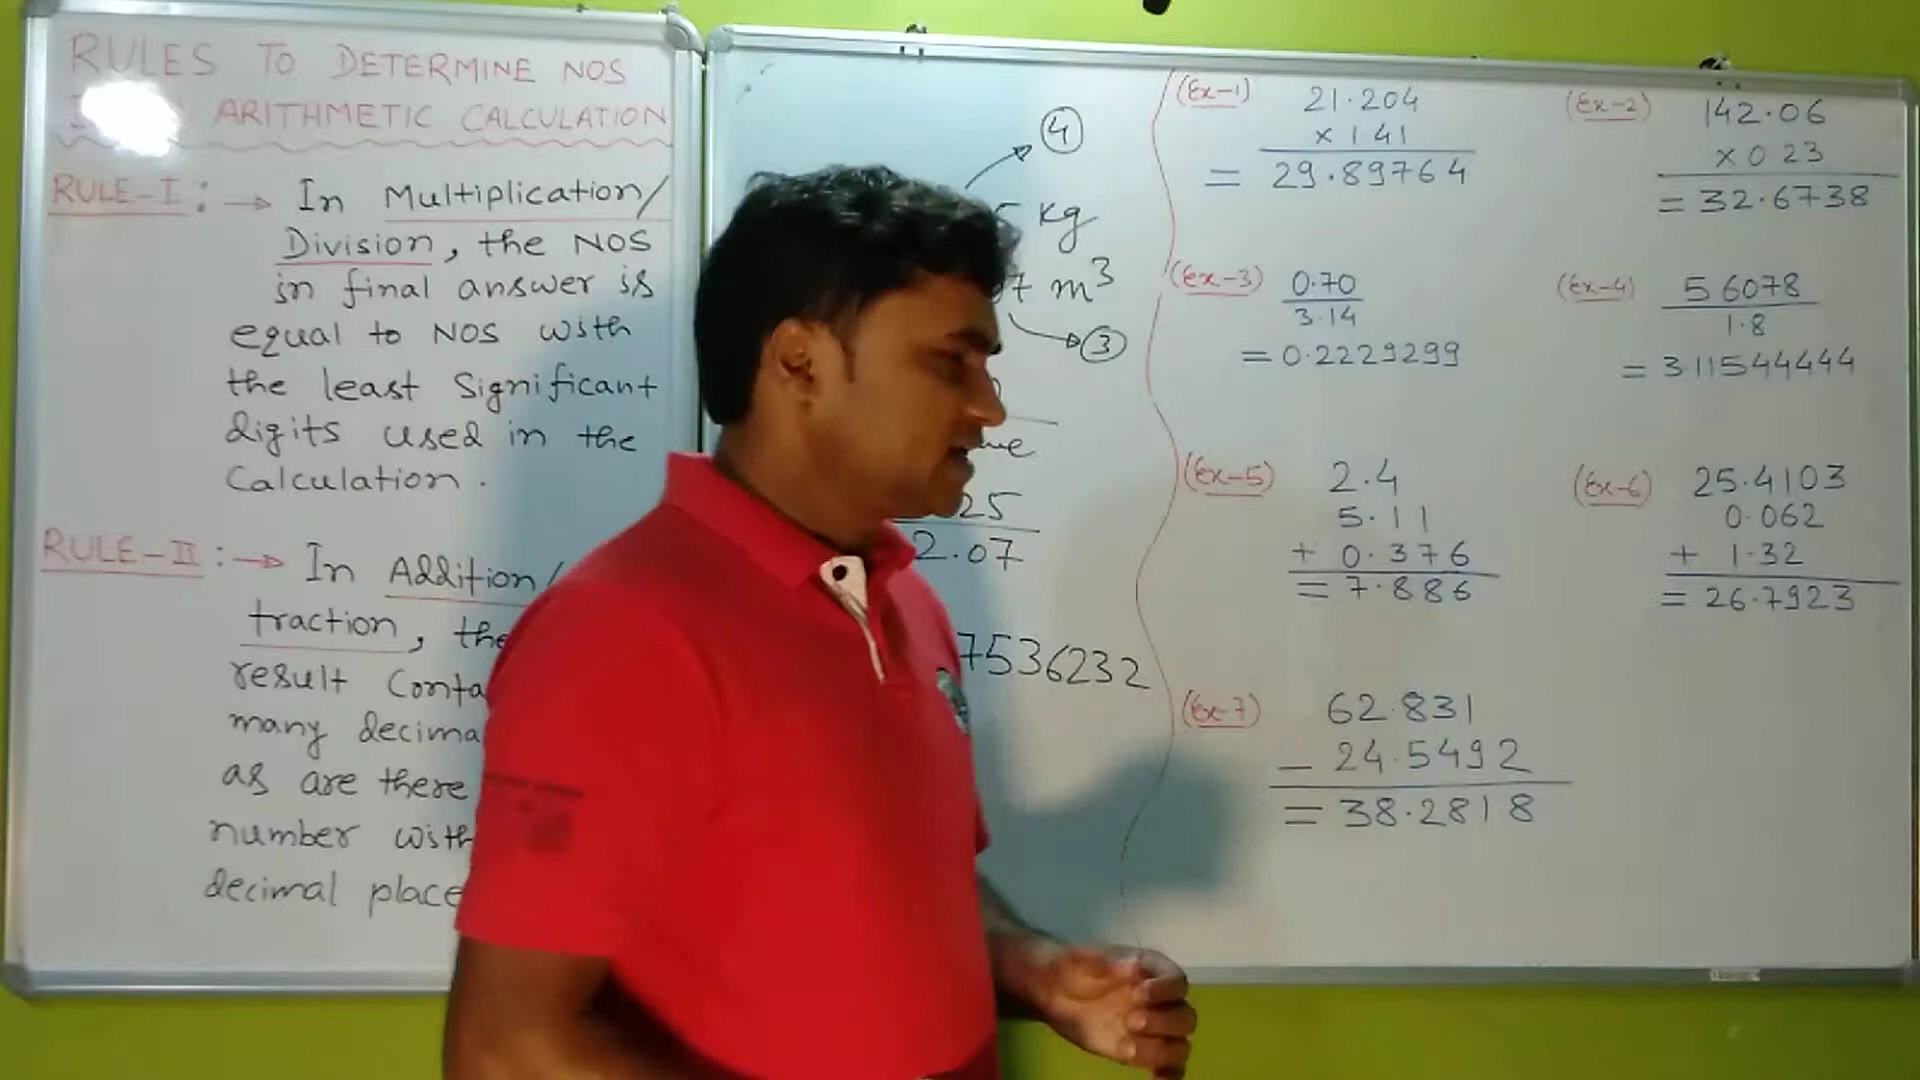 RULES TO DETERMINE NOS
ARITHMETIC CALCULATION
RULE-I : → In Multiplication/
Division, the NOS
in final answer is
equal to NOS with
the least Significant
digits used in the
Calculation.
RULE-II : → In Addition/
traction, the
result Conta
many decima
as are there
number with
decimal place
④
kg
7 m³
③
25
2.07
7536232
(Ex-1) 21.204
× 1 41
= 29.89764
(Ex-2) 142.06
× 0 23
= 32.6738
(Ex-3) 0.70
3.14
= 0.2229299
(Ex-4) 5 6078
1.8
= 3.11544444
(Ex-5) 2.4
5.11
+ 0.376
= 7.886
(Ex-6) 25.4103
0.062
+ 1.32
= 26.7923
(Ex-7) 62.831
- 24.5492
= 38.2818